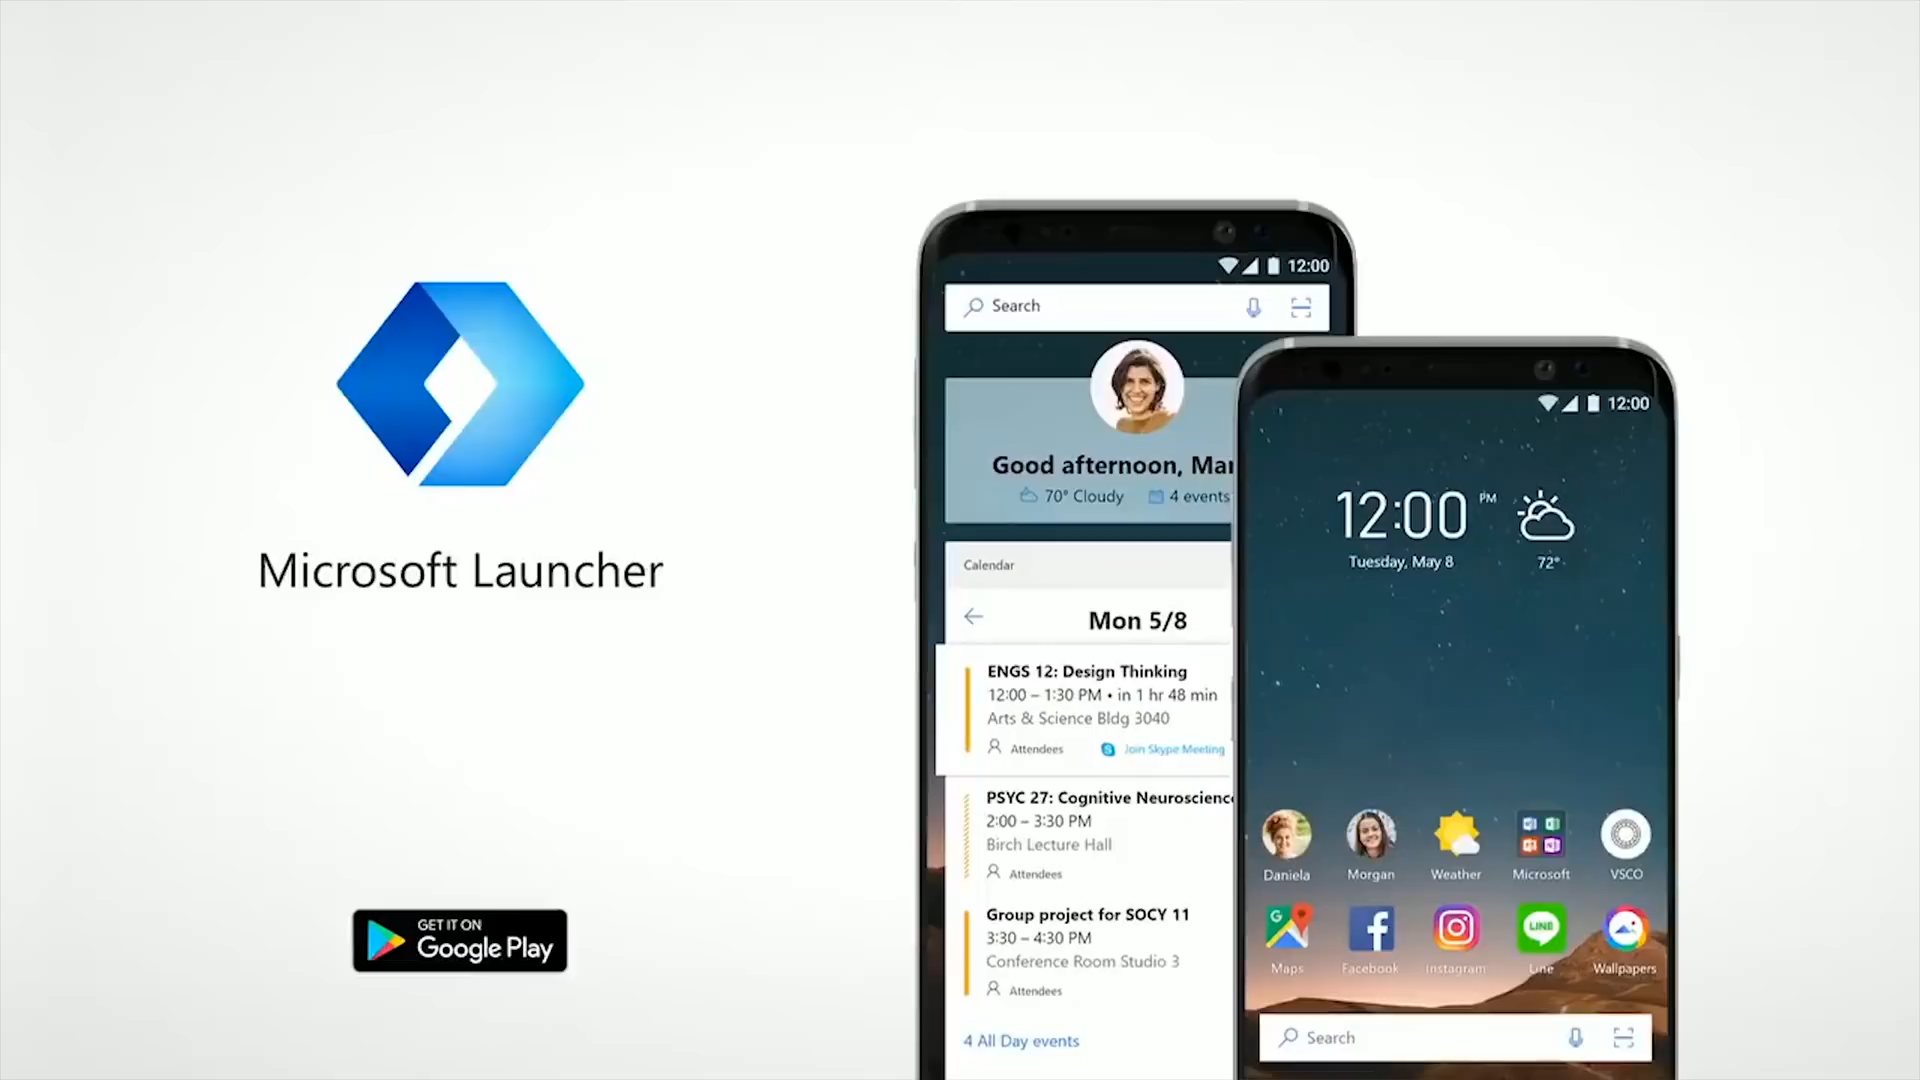 Microsoft Launcher
GET IT ON
Google Play
12:00
Search
Good afternoon, Mar
70° Cloudy
4 events
Calendar
Mon 5/8
ENGS 12: Design Thinking
12:00 – 1:30 PM • in 1 hr 48 min
Arts & Science Bldg 3040
Attendees
Join Skype Meeting
PSYC 27: Cognitive Neuroscienc
2:00 – 3:30 PM
Birch Lecture Hall
Attendees
Group project for SOCY 11
3:30 – 4:30 PM
Conference Room Studio 3
Attendees
4 All Day events
12:00
12:00 PM
Tuesday, May 8
72°
Daniela
Morgan
Weather
Microsoft
VSCO
LINE
Maps
Facebook
Instagram
Line
Wallpapers
Search